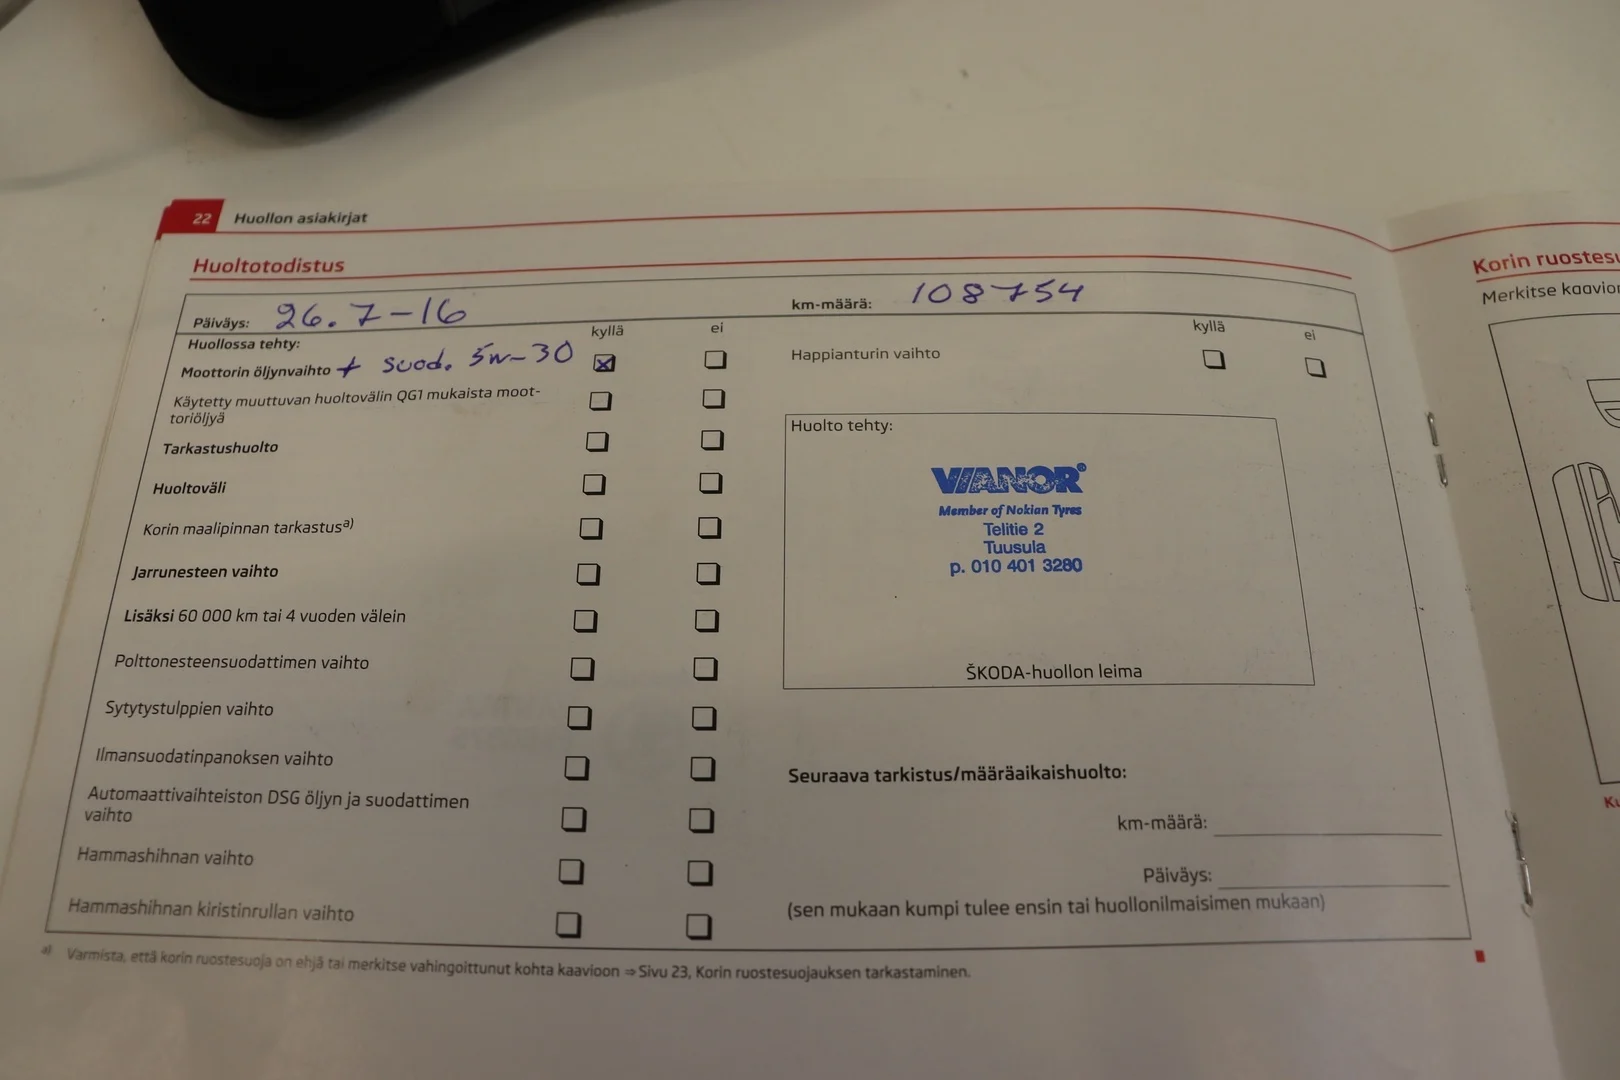 22 Huollon asiakirjat
Huoltotodistus
Päiväys: 26.7-16
km-määrä: 108754
Huollossa tehty:
kyllä ei
Moottorin öljynvaihto + suod. 5w-30
Käytetty muuttuvan huoltovälin QG1 mukaista moot-
toriöljyä
Tarkastushuolto
Huoltoväli
Korin maalipinnan tarkastus a)
Jarrunesteen vaihto
Lisäksi 60 000 km tai 4 vuoden välein
Polttonesteensuodattimen vaihto
Sytytystulppien vaihto
Ilmansuodatinpanoksen vaihto
Automaattivaihteiston DSG öljyn ja suodattimen
vaihto
Hammashihnan vaihto
Hammashihnan kiristinrullan vaihto
kyllä ei
Happianturin vaihto
Huolto tehty:
VIANOR®
Member of Nokian Tyres
Telitie 2
Tuusula
p. 010 401 3280
ŠKODA-huollon leima
Seuraava tarkistus/määräaikaishuolto:
km-määrä:
Päiväys:
(sen mukaan kumpi tulee ensin tai huollonilmaisimen mukaan)
a) Varmista, että korin ruostesuoja on ehjä tai merkitse vahingoittunut kohta kaavioon ⇒ Sivu 23, Korin ruostesuojauksen tarkastaminen.
Korin
Merkitse